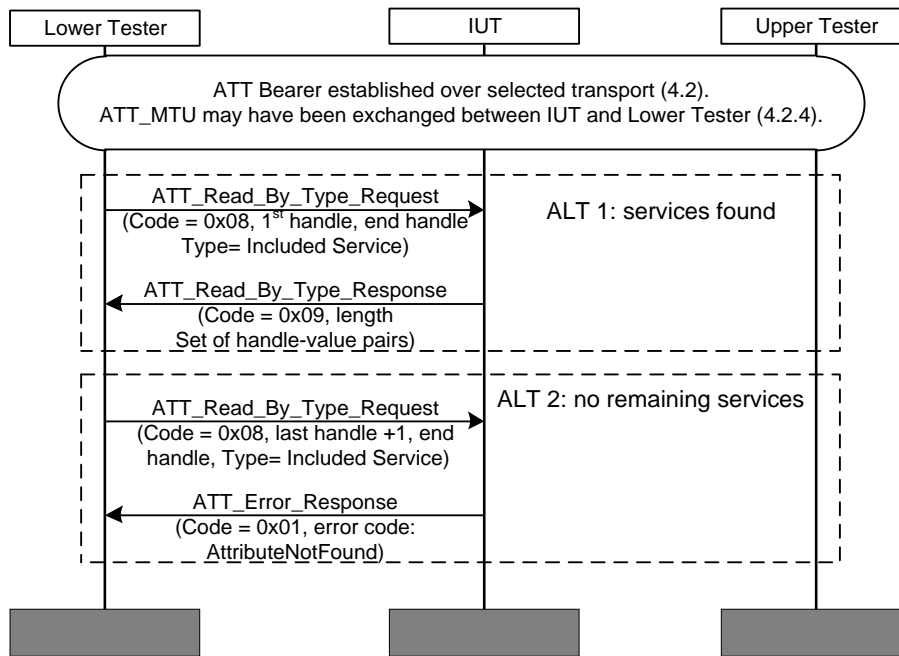 Lower Tester
IUT
Upper Tester
ATT Bearer established over selected transport (4.2).
ATT_MTU may have been exchanged between IUT and Lower Tester (4.2.4).
ATT_Read_By_Type_Request
(Code = 0x08, 1st handle, end handle
Type= Included Service)
ALT 1: services found
ATT_Read_By_Type_Response
(Code = 0x09, length
Set of handle-value pairs)
ATT_Read_By_Type_Request
(Code = 0x08, last handle +1, end
handle, Type= Included Service)
ALT 2: no remaining services
ATT_Error_Response
(Code = 0x01, error code:
AttributeNotFound)